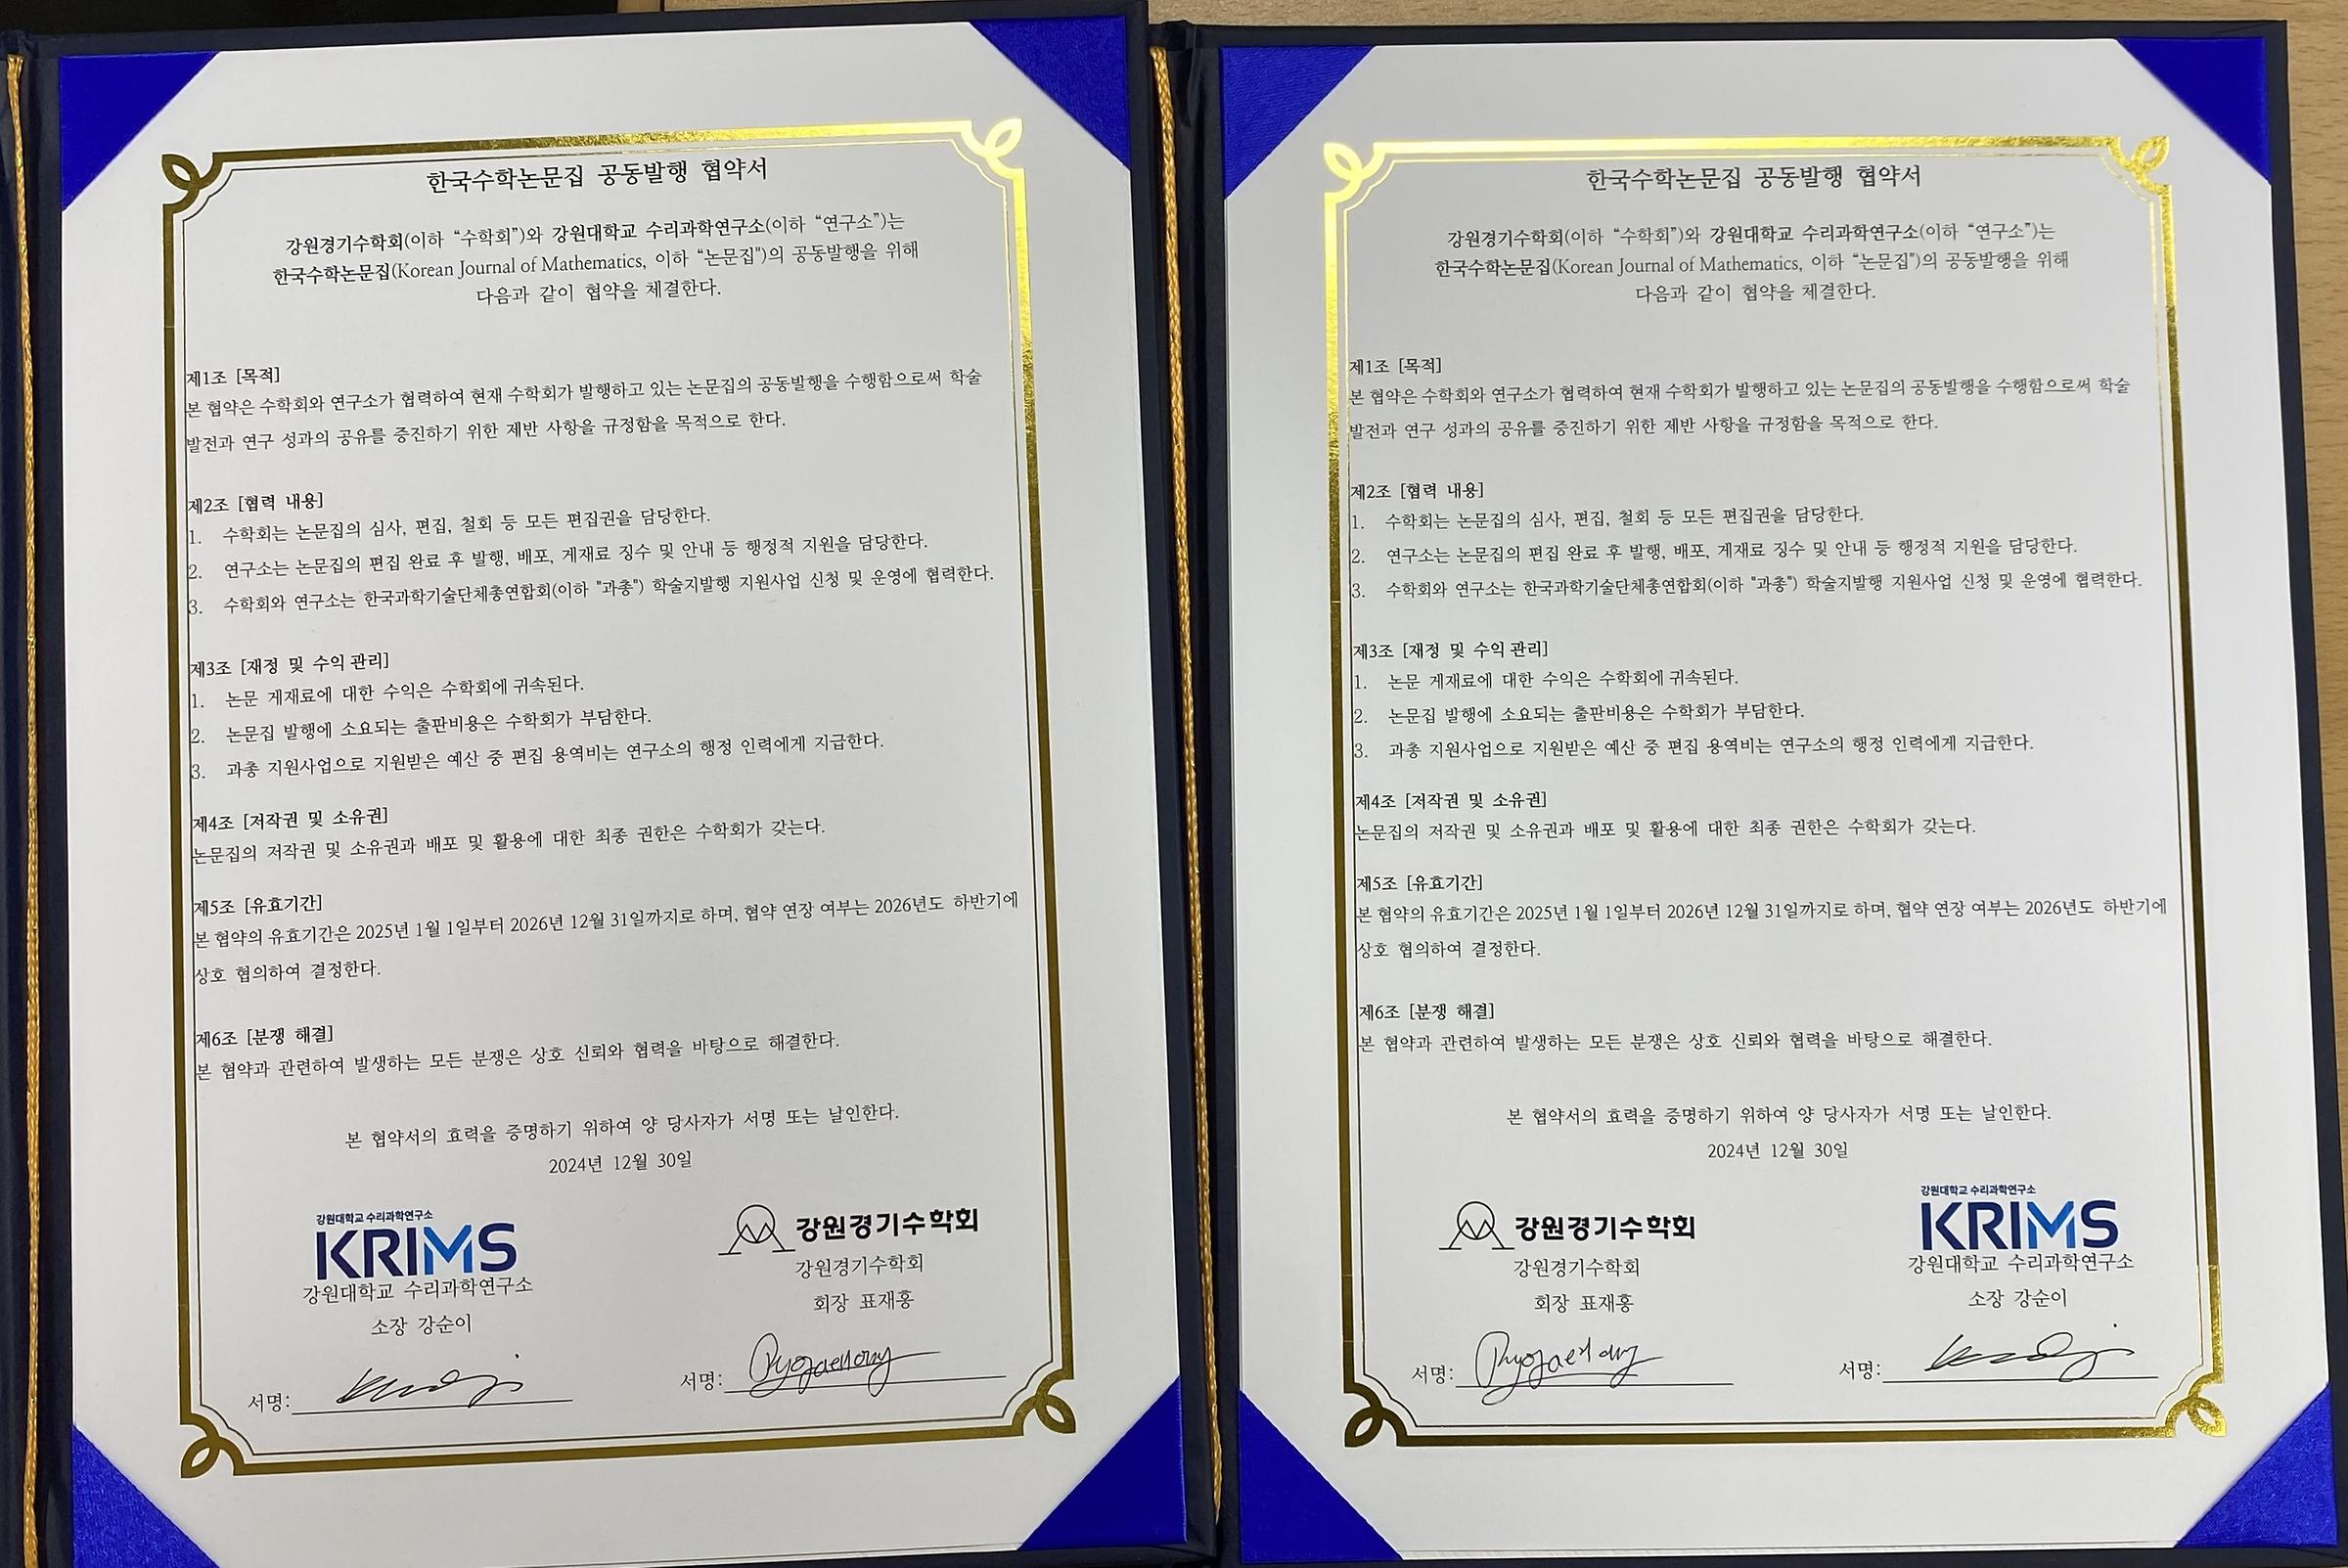 한국수학논문집 공동발행 협약서
강원경기수학회(이하 “수학회”)와 강원대학교 수리과학연구소(이하 “연구소”)는
한국수학논문집(Korean Journal of Mathematics, 이하 “논문집”)의 공동발행을 위해
다음과 같이 협약을 체결한다.
제1조 [목적]
본 협약은 수학회와 연구소가 협력하여 현재 수학회가 발행하고 있는 논문집의 공동발행을 수행함으로써 학술
발전과 연구 성과의 공유를 증진하기 위한 제반 사항을 규정함을 목적으로 한다.
제2조 [협력 내용]
1. 수학회는 논문집의 심사, 편집, 철회 등 모든 편집권을 담당한다.
2. 연구소는 논문집의 편집 완료 후 발행, 배포, 게재료 징수 및 안내 등 행정적 지원을 담당한다.
3. 수학회와 연구소는 한국과학기술단체총연합회(이하 "과총") 학술지발행 지원사업 신청 및 운영에 협력한다.
제3조 [재정 및 수익 관리]
1. 논문 게재료에 대한 수익은 수학회에 귀속된다.
2. 논문집 발행에 소요되는 출판비용은 수학회가 부담한다.
3. 과총 지원사업으로 지원받은 예산 중 편집 용역비는 연구소의 행정 인력에게 지급한다.
제4조 [저작권 및 소유권]
논문집의 저작권 및 소유권과 배포 및 활용에 대한 최종 권한은 수학회가 갖는다.
제5조 [유효기간]
본 협약의 유효기간은 2025년 1월 1일부터 2026년 12월 31일까지로 하며, 협약 연장 여부는 2026년도 하반기에
상호 협의하여 결정한다.
제6조 [분쟁 해결]
본 협약과 관련하여 발생하는 모든 분쟁은 상호 신뢰와 협력을 바탕으로 해결한다.
본 협약서의 효력을 증명하기 위하여 양 당사자가 서명 또는 날인한다.
2024년 12월 30일
강원대학교 수리과학연구소
KRIMS
강원대학교 수리과학연구소
소장 강순이
서명:
강원경기수학회
강원경기수학회
회장 표재홍
서명:
한국수학논문집 공동발행 협약서
강원경기수학회(이하 “수학회”)와 강원대학교 수리과학연구소(이하 “연구소”)는
한국수학논문집(Korean Journal of Mathematics, 이하 “논문집”)의 공동발행을 위해
다음과 같이 협약을 체결한다.
제1조 [목적]
본 협약은 수학회와 연구소가 협력하여 현재 수학회가 발행하고 있는 논문집의 공동발행을 수행함으로써 학술
발전과 연구 성과의 공유를 증진하기 위한 제반 사항을 규정함을 목적으로 한다.
제2조 [협력 내용]
1. 수학회는 논문집의 심사, 편집, 철회 등 모든 편집권을 담당한다.
2. 연구소는 논문집의 편집 완료 후 발행, 배포, 게재료 징수 및 안내 등 행정적 지원을 담당한다.
3. 수학회와 연구소는 한국과학기술단체총연합회(이하 "과총") 학술지발행 지원사업 신청 및 운영에 협력한다.
제3조 [재정 및 수익 관리]
1. 논문 게재료에 대한 수익은 수학회에 귀속된다.
2. 논문집 발행에 소요되는 출판비용은 수학회가 부담한다.
3. 과총 지원사업으로 지원받은 예산 중 편집 용역비는 연구소의 행정 인력에게 지급한다.
제4조 [저작권 및 소유권]
논문집의 저작권 및 소유권과 배포 및 활용에 대한 최종 권한은 수학회가 갖는다.
제5조 [유효기간]
본 협약의 유효기간은 2025년 1월 1일부터 2026년 12월 31일까지로 하며, 협약 연장 여부는 2026년도 하반기에
상호 협의하여 결정한다.
제6조 [분쟁 해결]
본 협약과 관련하여 발생하는 모든 분쟁은 상호 신뢰와 협력을 바탕으로 해결한다.
본 협약서의 효력을 증명하기 위하여 양 당사자가 서명 또는 날인한다.
2024년 12월 30일
강원경기수학회
강원경기수학회
회장 표재홍
서명:
강원대학교 수리과학연구소
KRIMS
강원대학교 수리과학연구소
소장 강순이
서명: